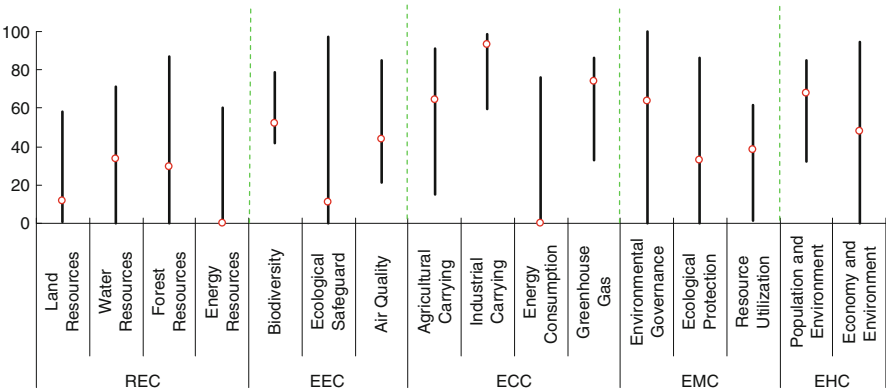 100
80
60
40
20
0
Land
Resources
Water
Resources
Forest
Resources
Energy
Resources
Biodiversity
Ecological
Safeguard
Air Quality
Agricultural
Carrying
Industrial
Carrying
Energy
Consumption
Greenhouse
Gas
Environmental
Governance
Ecological
Protection
Resource
Utilization
Population and
Environment
Economy and
Environment
REC
EEC
ECC
EMC
EHC